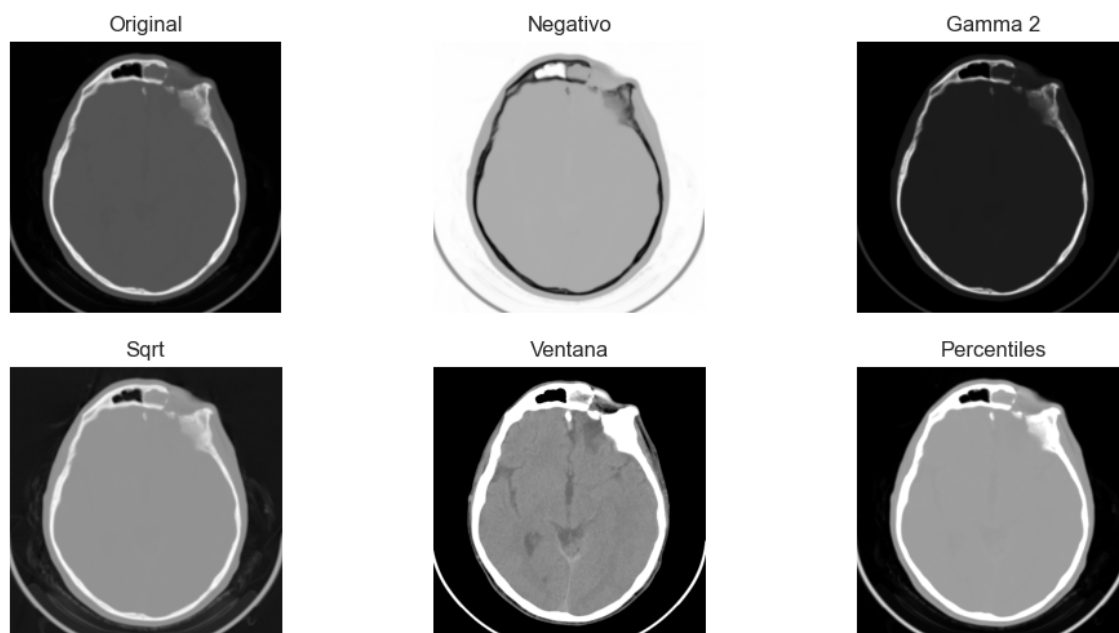 Original
Negativo
Gamma 2
Sqrt
Ventana
Percentiles